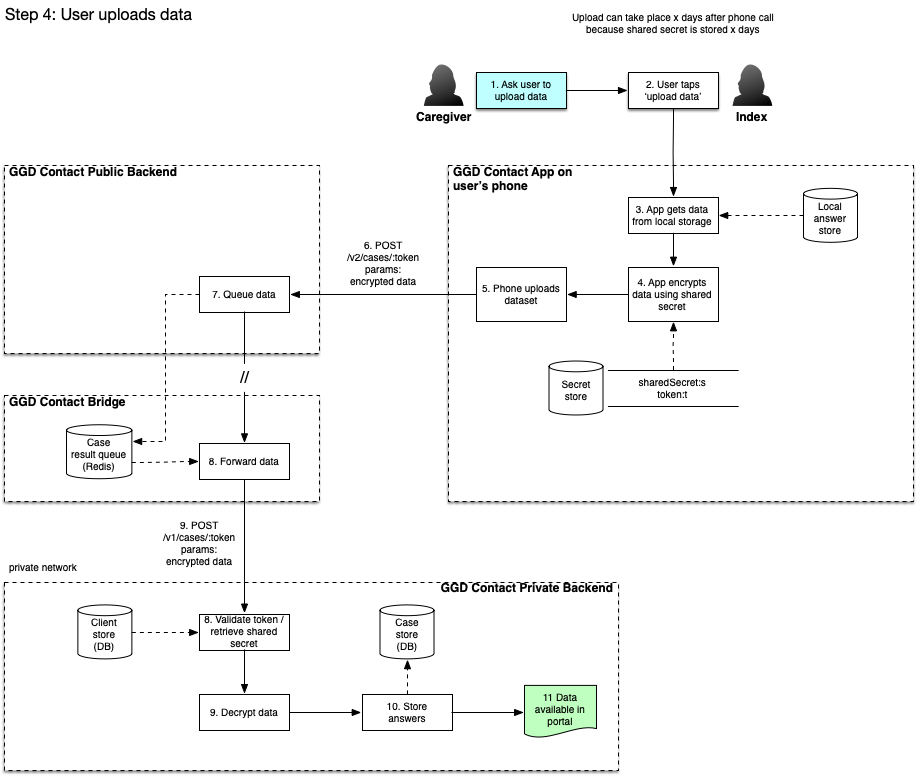 Step 4: User uploads data
Upload can take place x days after phone call
because shared secret is stored x days
1. Ask user to
upload data
2. User taps
'upload data'
Caregiver
Index
GGD Contact Public Backend
GGD Contact App on
user's phone
3. App gets data
from local storage
Local
answer
store
6. POST
/v2/cases/:token
params:
encrypted data
7. Queue data
5. Phone uploads
dataset
4. App encrypts
data using shared
secret
//
Secret
store
sharedSecret:s
token:t
GGD Contact Bridge
Case
result queue
(Redis)
8. Forward data
9. POST
/v1/cases/:token
params:
encrypted data
private network
GGD Contact Private Backend
Client
store
(DB)
8. Validate token /
retrieve shared
secret
Case
store
(DB)
9. Decrypt data
10. Store
answers
11 Data
available in
portal